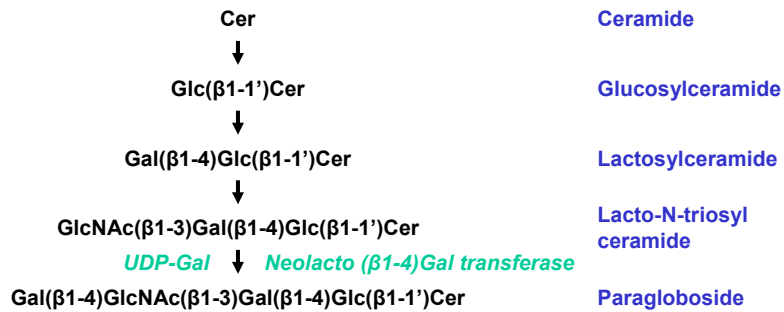 Cer Ceramide
Glc(β1-1’)Cer Glucosylceramide
Gal(β1-4)Glc(β1-1’)Cer Lactosylceramide
GlcNAc(β1-3)Gal(β1-4)Glc(β1-1’)Cer Lacto-N-triosyl
ceramide
UDP-Gal Neolacto (β1-4)Gal transferase
Gal(β1-4)GlcNAc(β1-3)Gal(β1-4)Glc(β1-1’)Cer Paragloboside